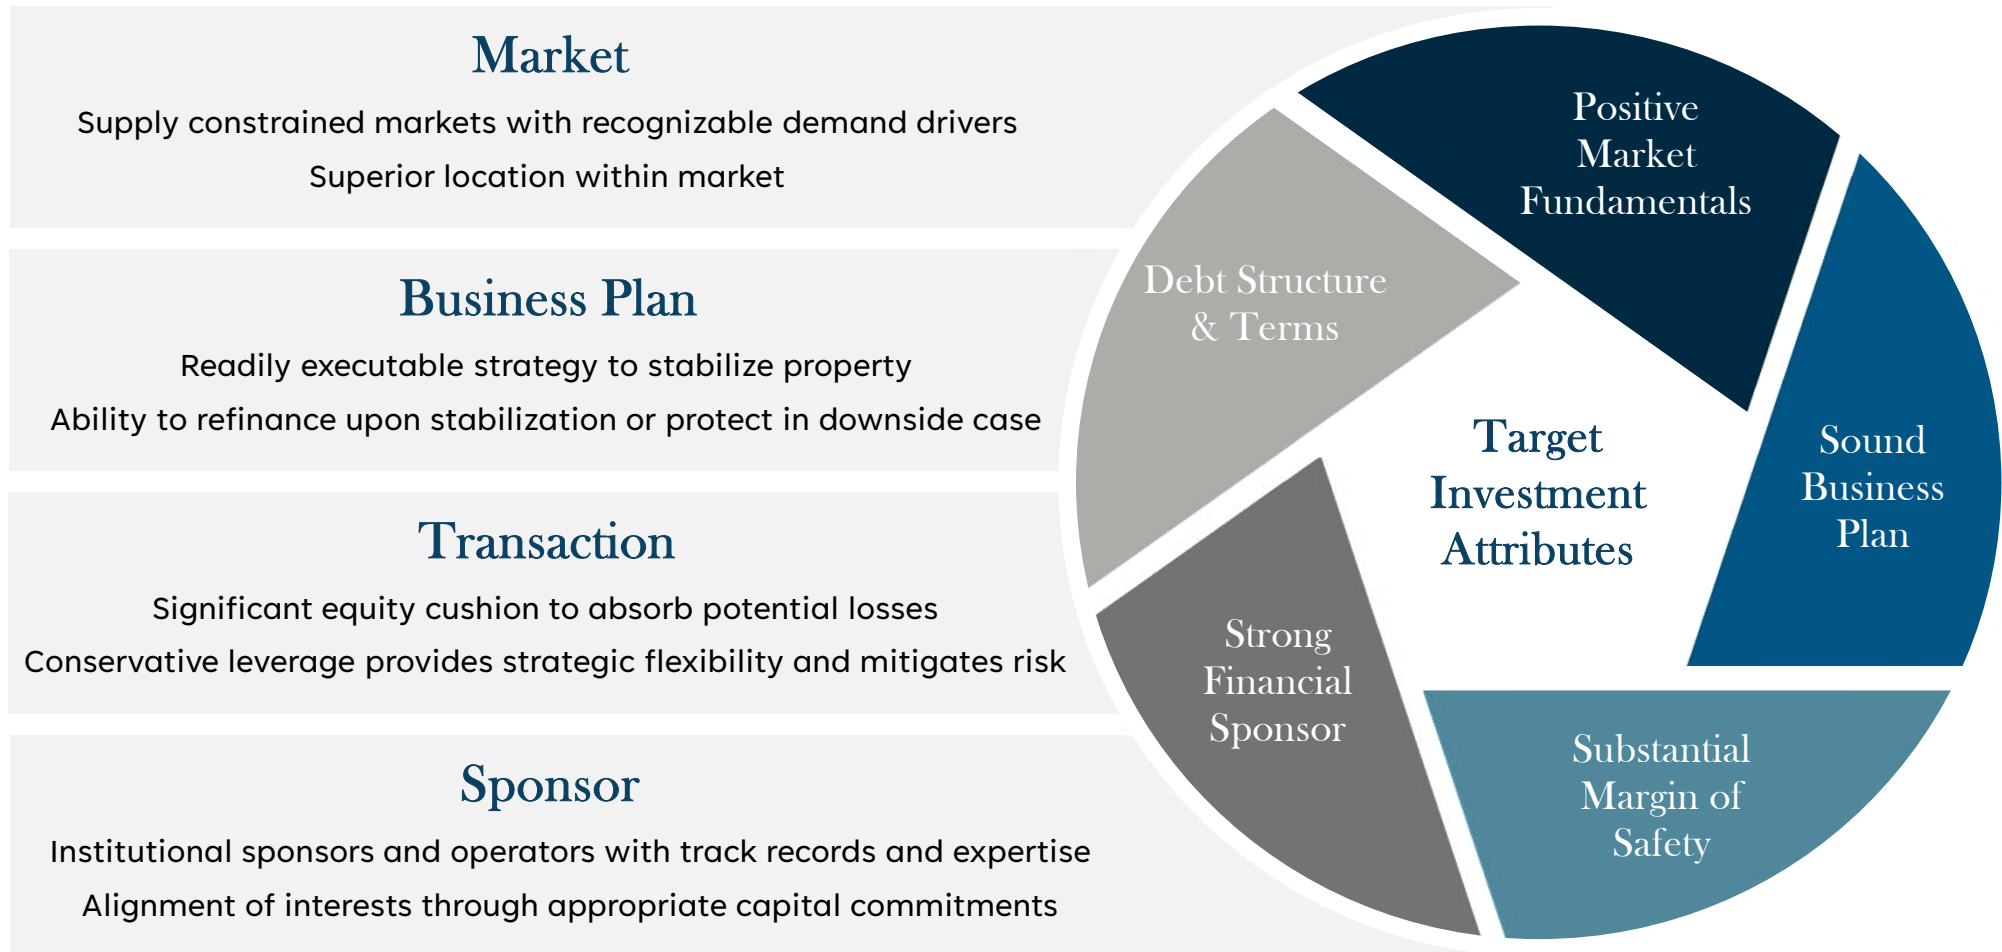 Market
Supply constrained markets with recognizable demand drivers
Superior location within market
Business Plan
Readily executable strategy to stabilize property
Ability to refinance upon stabilization or protect in downside case
Transaction
Significant equity cushion to absorb potential losses
Conservative leverage provides strategic flexibility and mitigates risk
Sponsor
Institutional sponsors and operators with track records and expertise
Alignment of interests through appropriate capital commitments
Positive
Market
Fundamentals
Debt Structure
& Terms
Target
Investment
Attributes
Sound
Business
Plan
Strong
Financial
Sponsor
Substantial
Margin of
Safety